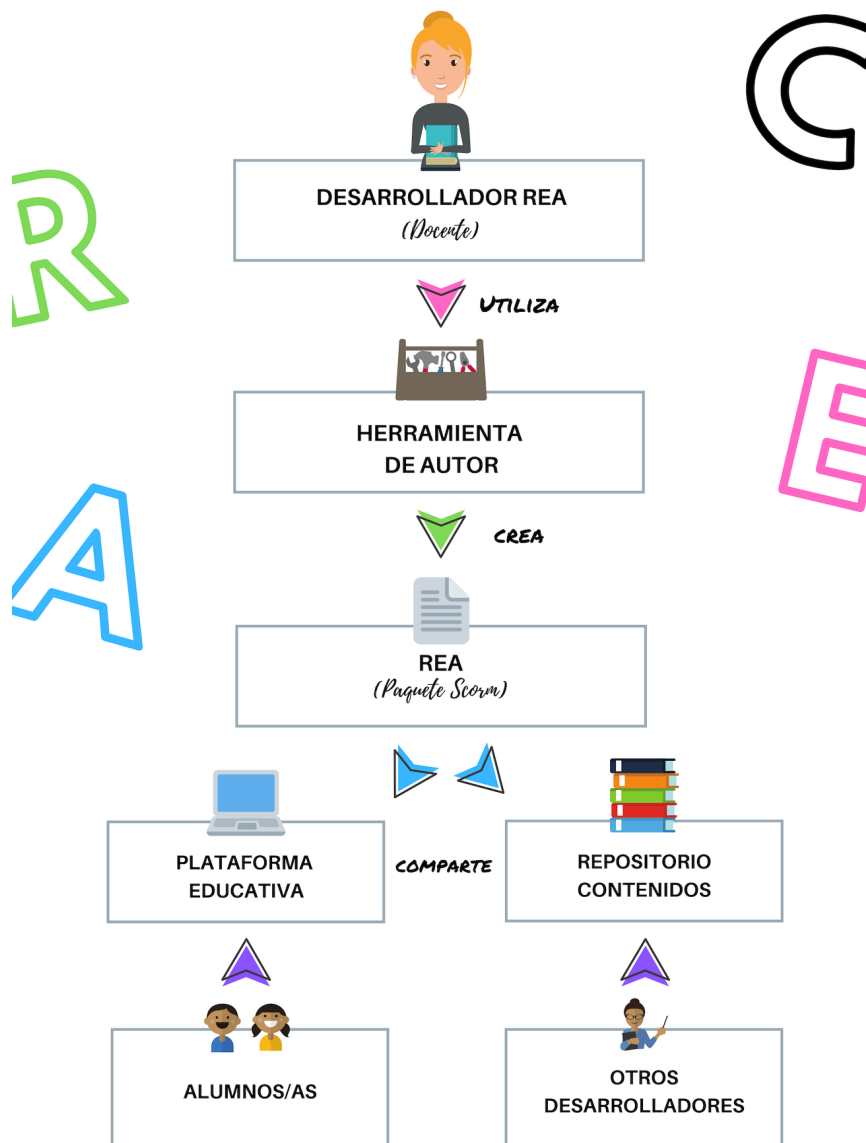 C
R
DESARROLLADOR REA
(Docente)
UTILIZA
E
HERRAMIENTA
DE AUTOR
A
CREA
REA
(Paquete Scorm)
PLATAFORMA
EDUCATIVA
COMPARTE
REPOSITORIO
CONTENIDOS
ALUMNOS/AS
OTROS
DESARROLLADORES